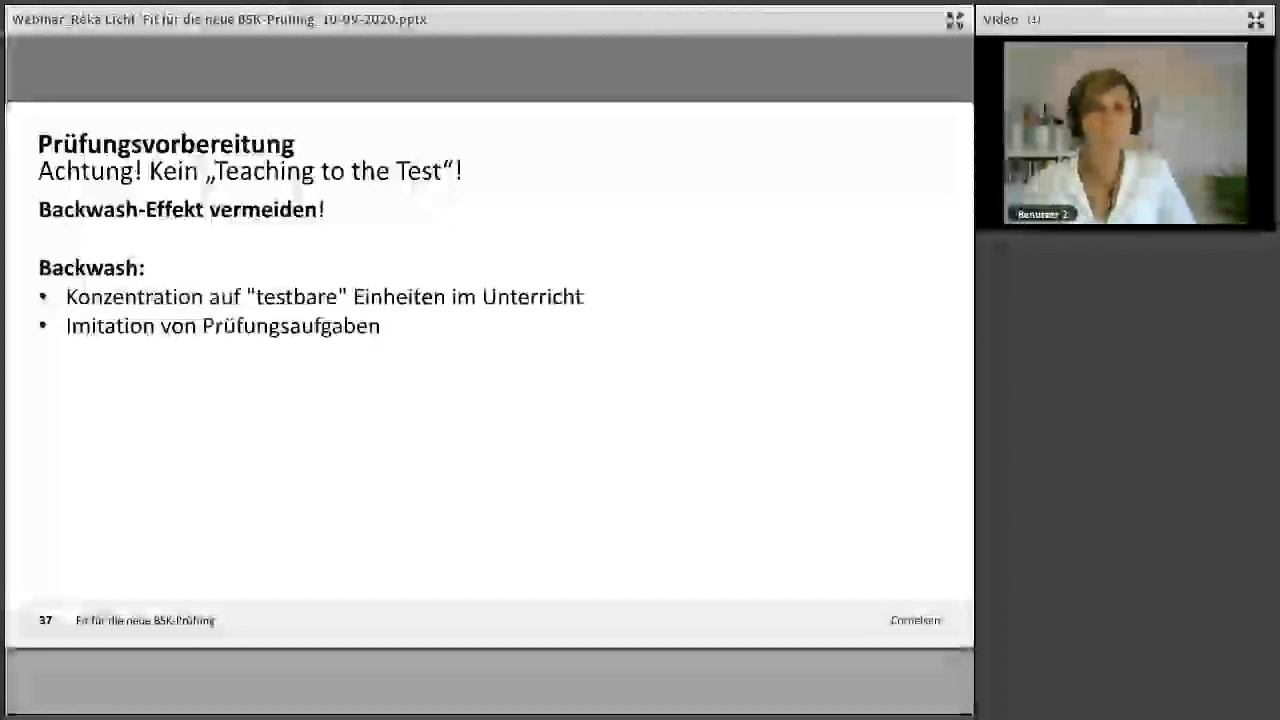 Webinar_Réka Licht_Fit für die neue BSK-Prüfung_10-09-2020.pptx
Video (1)
Benutzer 2
Prüfungsvorbereitung
Achtung! Kein „Teaching to the Test“!
Backwash-Effekt vermeiden!
Backwash:
• Konzentration auf "testbare" Einheiten im Unterricht
• Imitation von Prüfungsaufgaben
37 Fit für die neue BSK-Prüfung Cornelsen